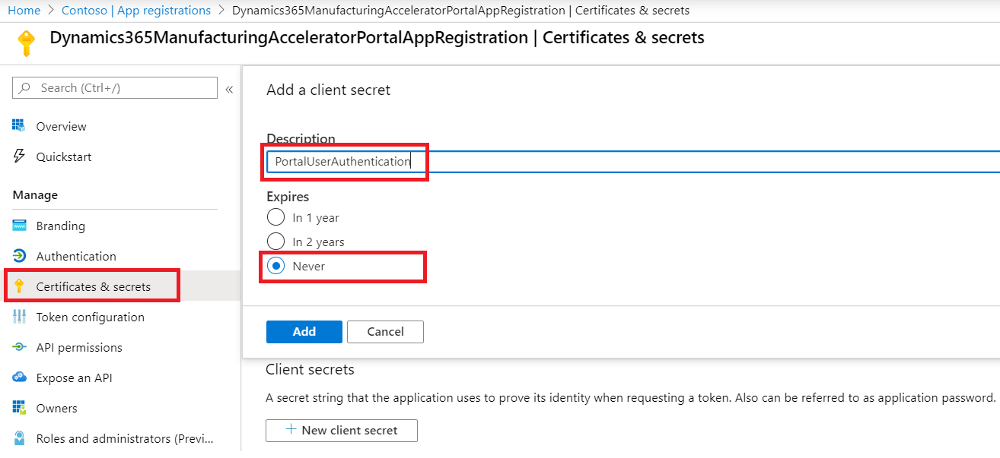 Home > Contoso | App registrations > Dynamics365ManufacturingAcceleratorPortalAppRegistration | Certificates & secrets
Dynamics365ManufacturingAcceleratorPortalAppRegistration | Certificates & secrets
Search (Ctrl+/)
«
Overview
Quickstart
Manage
Branding
Authentication
Certificates & secrets
Token configuration
API permissions
Expose an API
Owners
Roles and administrators (Previ...
Add a client secret
Description
PortalUserAuthentication
Expires
In 1 year
In 2 years
Never
Add
Cancel
Client secrets
A secret string that the application uses to prove its identity when requesting a token. Also can be referred to as application password.
+ New client secret